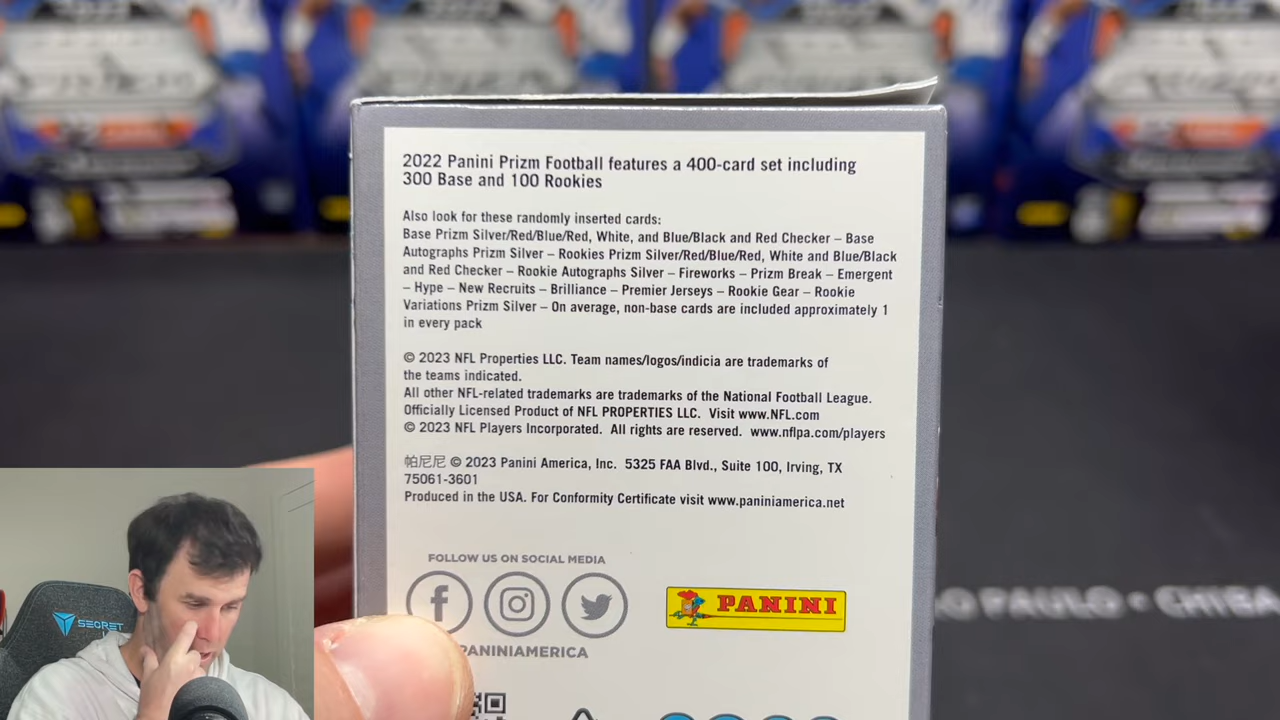 2022 Panini Prizm Football features a 400-card set including
300 Base and 100 Rookies
Also look for these randomly inserted cards:
Base Prizm Silver/Red/Blue/Red, White, and Blue/Black and Red Checker – Base
Autographs Prizm Silver – Rookies Prizm Silver/Red/Blue/Red, White and Blue/Black
and Red Checker – Rookie Autographs Silver – Fireworks – Prizm Break – Emergent
– Hype – New Recruits – Brilliance – Premier Jerseys – Rookie Gear – Rookie
Variations Prizm Silver – On average, non-base cards are included approximately 1
in every pack
© 2023 NFL Properties LLC. Team names/logos/indicia are trademarks of
the teams indicated.
All other NFL-related trademarks are trademarks of the National Football League.
Officially Licensed Product of NFL PROPERTIES LLC. Visit www.NFL.com
© 2023 NFL Players Incorporated. All rights are reserved. www.nflpa.com/players
帕尼尼 © 2023 Panini America, Inc. 5325 FAA Blvd., Suite 100, Irving, TX
75061-3601
Produced in the USA. For Conformity Certificate visit www.paniniamerica.net
FOLLOW US ON SOCIAL MEDIA
PANINI
PANINIAMERICA
SECRET
PAULO • CHIBA